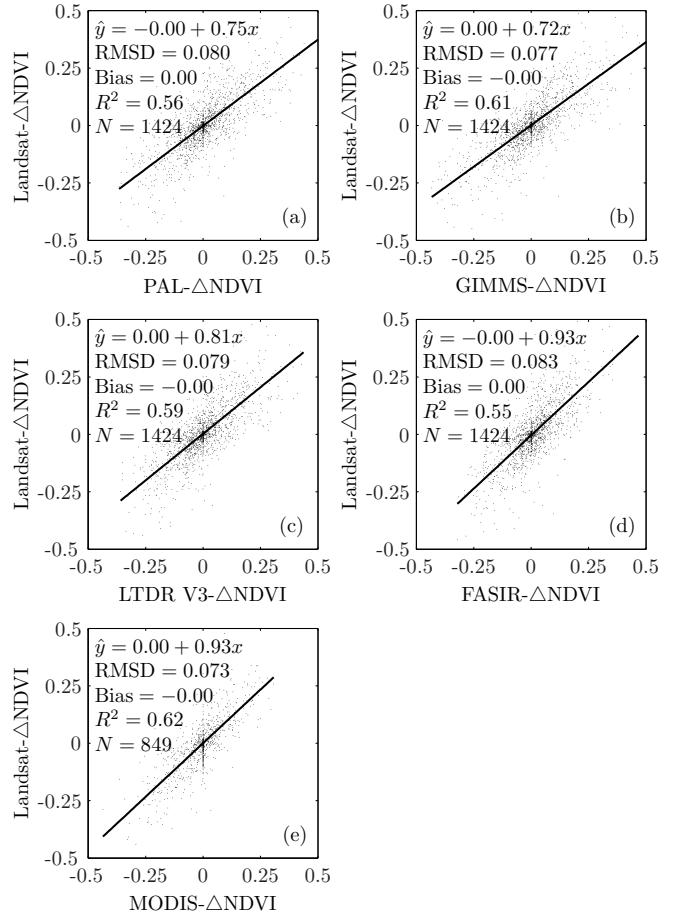 0.5
0.25
0
-0.25
-0.5
Landsat-△NDVI
ŷ = −0.00 + 0.75x
RMSD = 0.080
Bias = 0.00
R² = 0.56
N = 1424
(a)
-0.5 -0.25 0 0.25 0.5
PAL-△NDVI
0.5
0.25
0
-0.25
-0.5
Landsat-△NDVI
ŷ = 0.00 + 0.72x
RMSD = 0.077
Bias = −0.00
R² = 0.61
N = 1424
(b)
-0.5 -0.25 0 0.25 0.5
GIMMS-△NDVI
0.5
0.25
0
-0.25
-0.5
Landsat-△NDVI
ŷ = 0.00 + 0.81x
RMSD = 0.079
Bias = −0.00
R² = 0.59
N = 1424
(c)
-0.5 -0.25 0 0.25 0.5
LTDR V3-△NDVI
0.5
0.25
0
-0.25
-0.5
Landsat-△NDVI
ŷ = −0.00 + 0.93x
RMSD = 0.083
Bias = 0.00
R² = 0.55
N = 1424
(d)
-0.5 -0.25 0 0.25 0.5
FASIR-△NDVI
0.5
0.25
0
-0.25
-0.5
Landsat-△NDVI
ŷ = 0.00 + 0.93x
RMSD = 0.073
Bias = −0.00
R² = 0.62
N = 849
(e)
-0.5 -0.25 0 0.25 0.5
MODIS-△NDVI